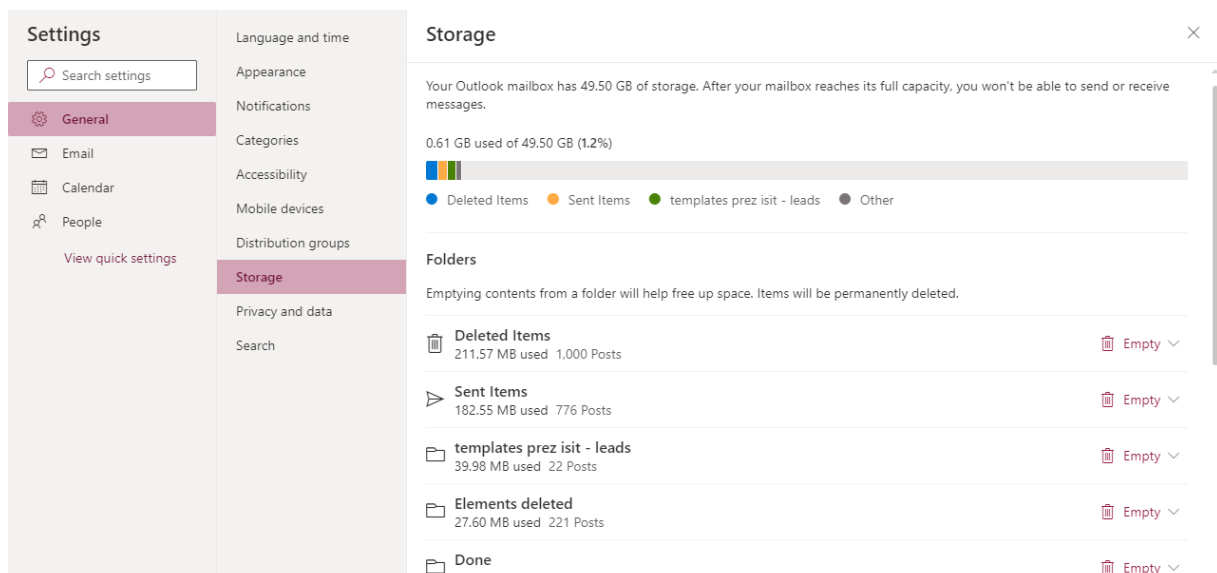 Settings
Search settings
General
Email
Calendar
People
View quick settings
Language and time
Appearance
Notifications
Categories
Accessibility
Mobile devices
Distribution groups
Storage
Privacy and data
Search
Storage
Your Outlook mailbox has 49.50 GB of storage. After your mailbox reaches its full capacity, you won't be able to send or receive
messages.
0.61 GB used of 49.50 GB (1.2%)
Deleted Items Sent Items templates prez isit - leads Other
Folders
Emptying contents from a folder will help free up space. Items will be permanently deleted.
Deleted Items
211.57 MB used 1,000 Posts
Empty
Sent Items
182.55 MB used 776 Posts
Empty
templates prez isit - leads
39.98 MB used 22 Posts
Empty
Elements deleted
27.60 MB used 221 Posts
Empty
Done
Empty